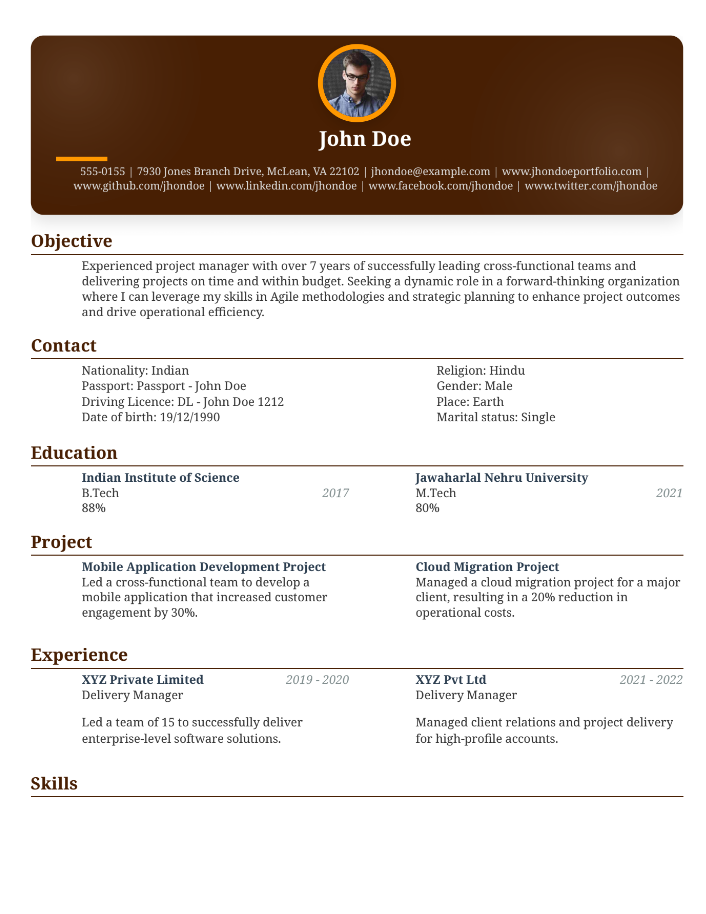 John Doe
555-0155 | 7930 Jones Branch Drive, McLean, VA 22102 | jhondoe@example.com | www.jhondoeportfolio.com |
www.github.com/jhondoe | www.linkedin.com/jhondoe | www.facebook.com/jhondoe | www.twitter.com/jhondoe
Objective
Experienced project manager with over 7 years of successfully leading cross-functional teams and
delivering projects on time and within budget. Seeking a dynamic role in a forward-thinking organization
where I can leverage my skills in Agile methodologies and strategic planning to enhance project outcomes
and drive operational efficiency.
Contact
Nationality: Indian
Passport: Passport - John Doe
Driving Licence: DL - John Doe 1212
Date of birth: 19/12/1990
Religion: Hindu
Gender: Male
Place: Earth
Marital status: Single
Education
Indian Institute of Science
B.Tech 2017
88%
Jawaharlal Nehru University
M.Tech 2021
80%
Project
Mobile Application Development Project
Led a cross-functional team to develop a
mobile application that increased customer
engagement by 30%.
Cloud Migration Project
Managed a cloud migration project for a major
client, resulting in a 20% reduction in
operational costs.
Experience
XYZ Private Limited 2019 - 2020
Delivery Manager
Led a team of 15 to successfully deliver
enterprise-level software solutions.
XYZ Pvt Ltd 2021 - 2022
Delivery Manager
Managed client relations and project delivery
for high-profile accounts.
Skills